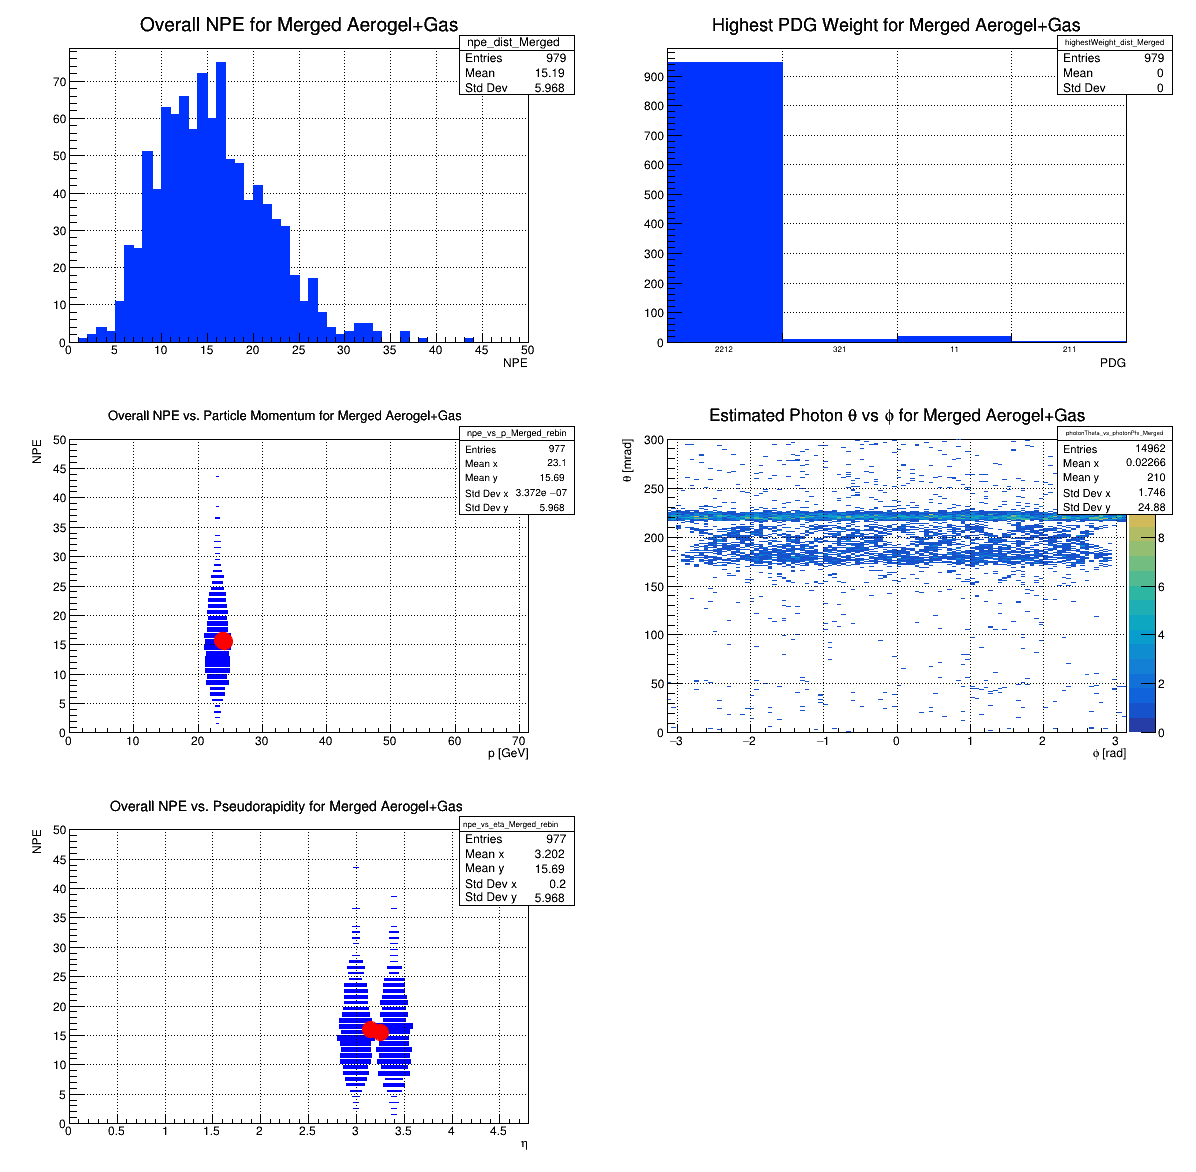 Overall NPE for Merged Aerogel+Gas
npe_dist_Merged
Entries 979
Mean 15.19
Std Dev 5.968
70
60
50
40
30
20
10
0
0 5 10 15 20 25 30 35 40 45 50
NPE
Highest PDG Weight for Merged Aerogel+Gas
highestWeight_dist_Merged
Entries 979
Mean 0
Std Dev 0
900
800
700
600
500
400
300
200
100
0
2212 321 11 211
PDG
Overall NPE vs. Particle Momentum for Merged Aerogel+Gas
npe_vs_p_Merged_rebin
Entries 977
Mean x 23.1
Mean y 15.69
Std Dev x 3.372e −07
Std Dev y 5.968
NPE
50
45
40
35
30
25
20
15
10
5
0
0 10 20 30 40 50 60 70
p [GeV]
Estimated Photon θ vs ϕ for Merged Aerogel+Gas
photonTheta_vs_photonPhi_Merged
Entries 14962
Mean x 0.02266
Mean y 210
Std Dev x 1.746
Std Dev y 24.88
θ [mrad]
300
250
200
150
100
50
0
−3 −2 −1 0 1 2 3
ϕ [rad]
8
6
4
2
0
Overall NPE vs. Pseudorapidity for Merged Aerogel+Gas
npe_vs_eta_Merged_rebin
Entries 977
Mean x 3.202
Mean y 15.69
Std Dev x 0.2
Std Dev y 5.968
NPE
50
45
40
35
30
25
20
15
10
5
0
0 0.5 1 1.5 2 2.5 3 3.5 4 4.5
η